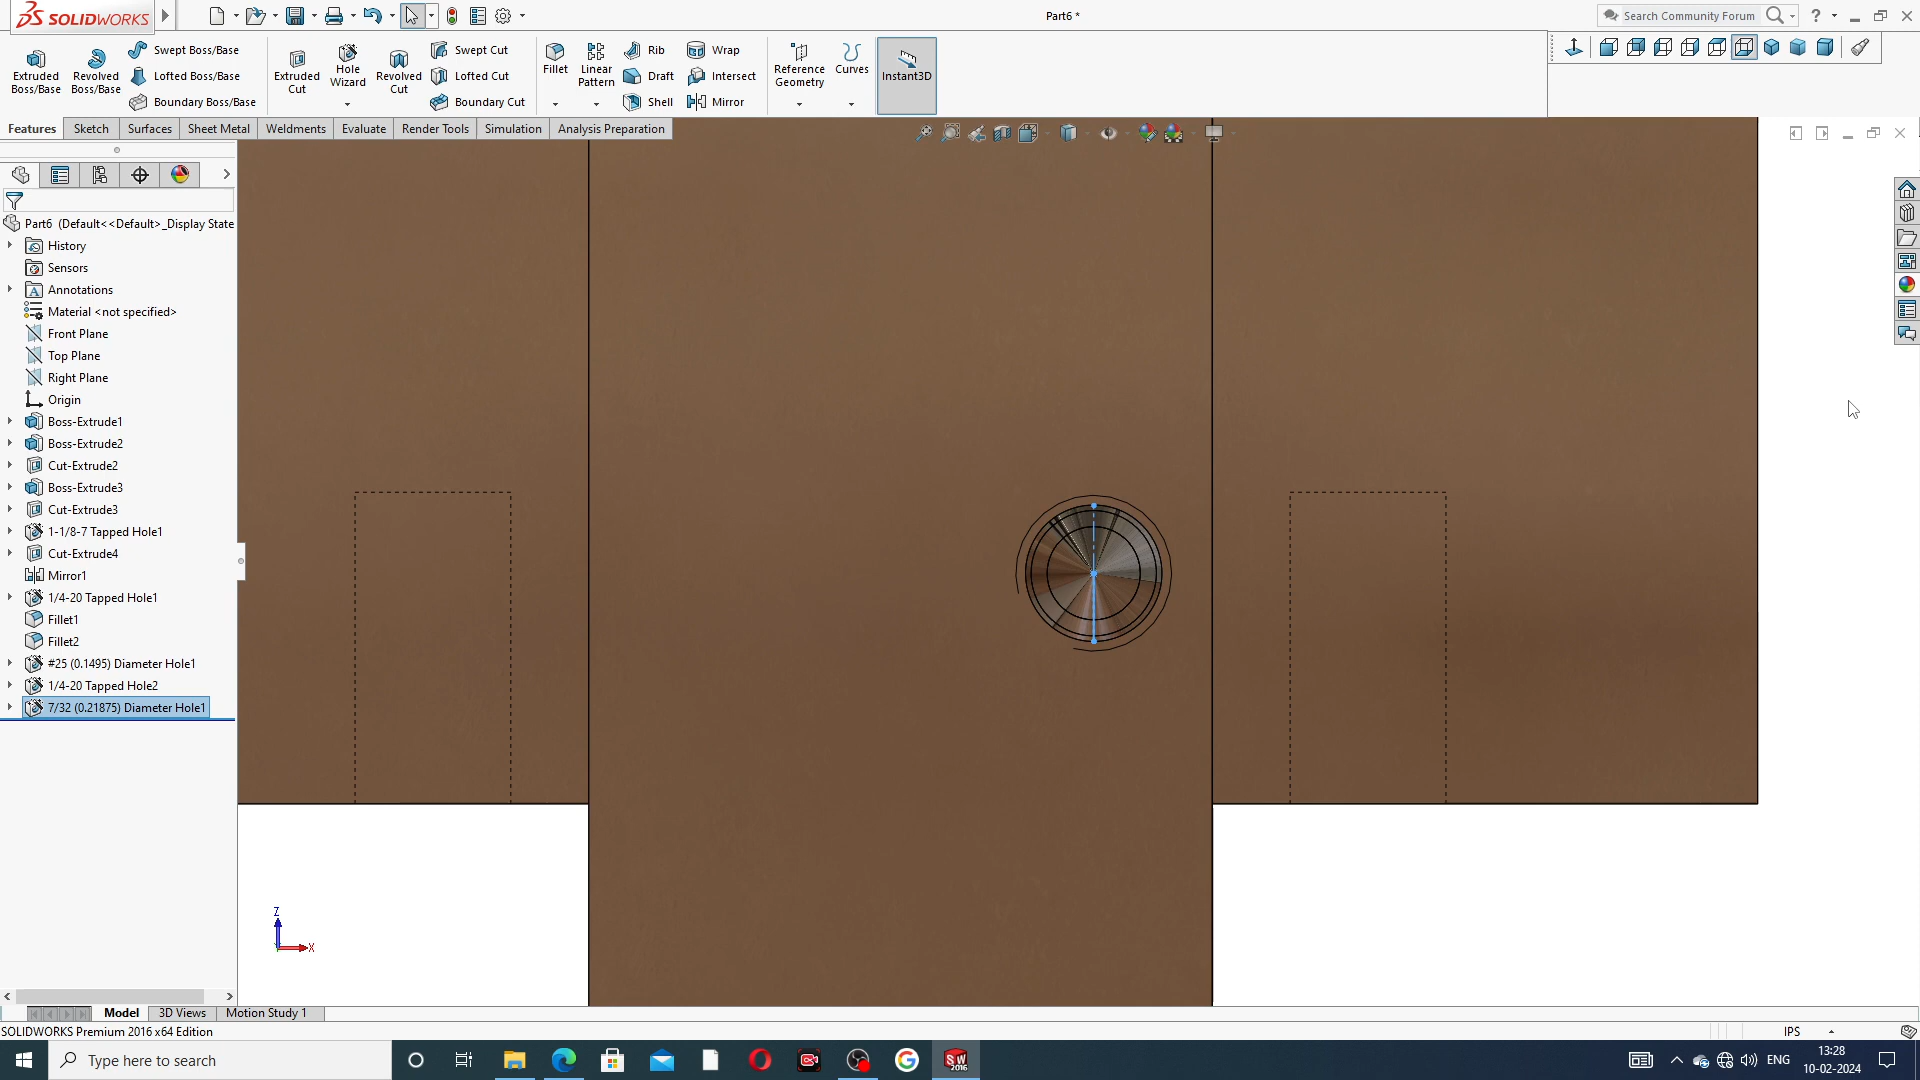 SOLIDWORKS
Part6 *
Search Community Forum
Extruded Boss/Base
Revolved Boss/Base
Swept Boss/Base
Lofted Boss/Base
Boundary Boss/Base
Extruded Cut
Hole Wizard
Revolved Cut
Swept Cut
Lofted Cut
Boundary Cut
Fillet
Linear Pattern
Rib
Draft
Shell
Wrap
Intersect
Mirror
Reference Geometry
Curves
Instant3D
Features
Sketch
Surfaces
Sheet Metal
Weldments
Evaluate
Render Tools
Simulation
Analysis Preparation
Part6 (Default<<Default>_Display State
History
Sensors
Annotations
Material <not specified>
Front Plane
Top Plane
Right Plane
Origin
Boss-Extrude1
Boss-Extrude2
Cut-Extrude2
Boss-Extrude3
Cut-Extrude3
1-1/8-7 Tapped Hole1
Cut-Extrude4
Mirror1
1/4-20 Tapped Hole1
Fillet1
Fillet2
#25 (0.1495) Diameter Hole1
1/4-20 Tapped Hole2
7/32 (0.21875) Diameter Hole1
Z
X
Model
3D Views
Motion Study 1
SOLIDWORKS Premium 2016 x64 Edition
IPS
Type here to search
SW
2016
ENG
13:28
10-02-2024